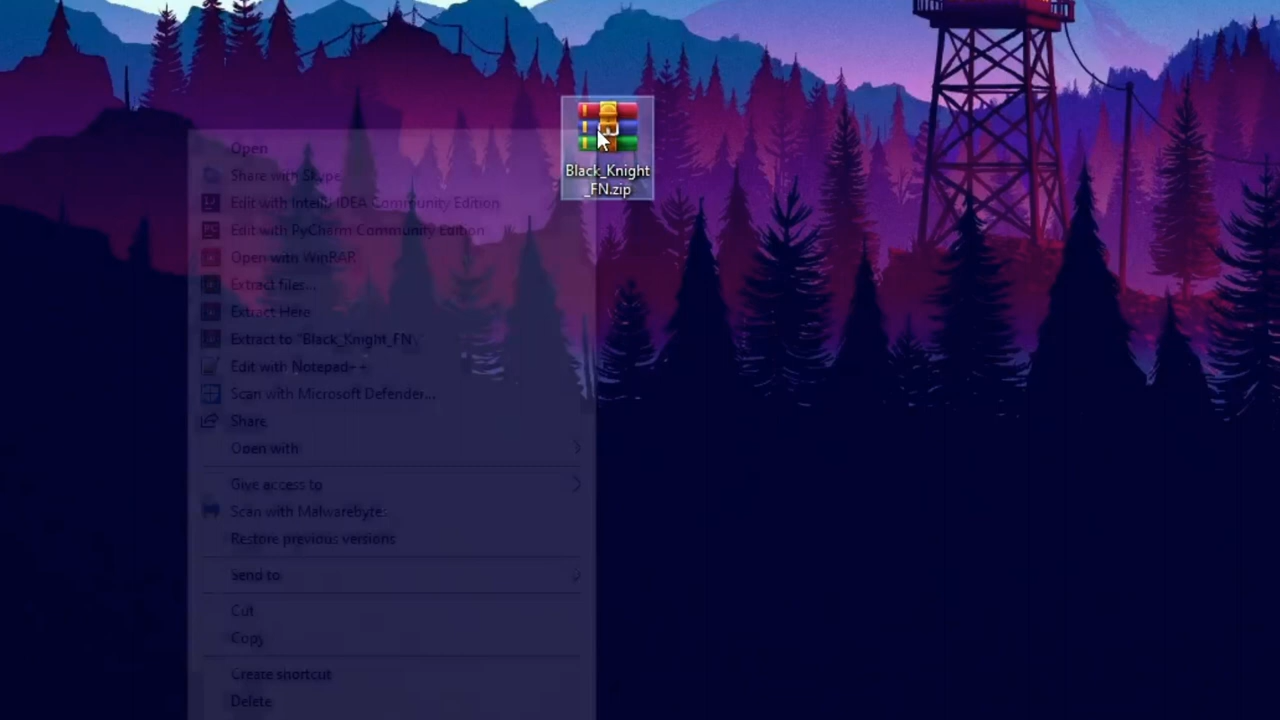 Black_Knight
_FN.zip
Open
Share with Skype
Edit with IntelliJ IDEA Community Edition
Edit with PyCharm Community Edition
Open with WinRAR
Extract files...
Extract Here
Extract to "Black_Knight_FN\"
Edit with Notepad++
Scan with Microsoft Defender...
Share
Open with
Give access to
Scan with Malwarebytes
Restore previous versions
Send to
Cut
Copy
Create shortcut
Delete